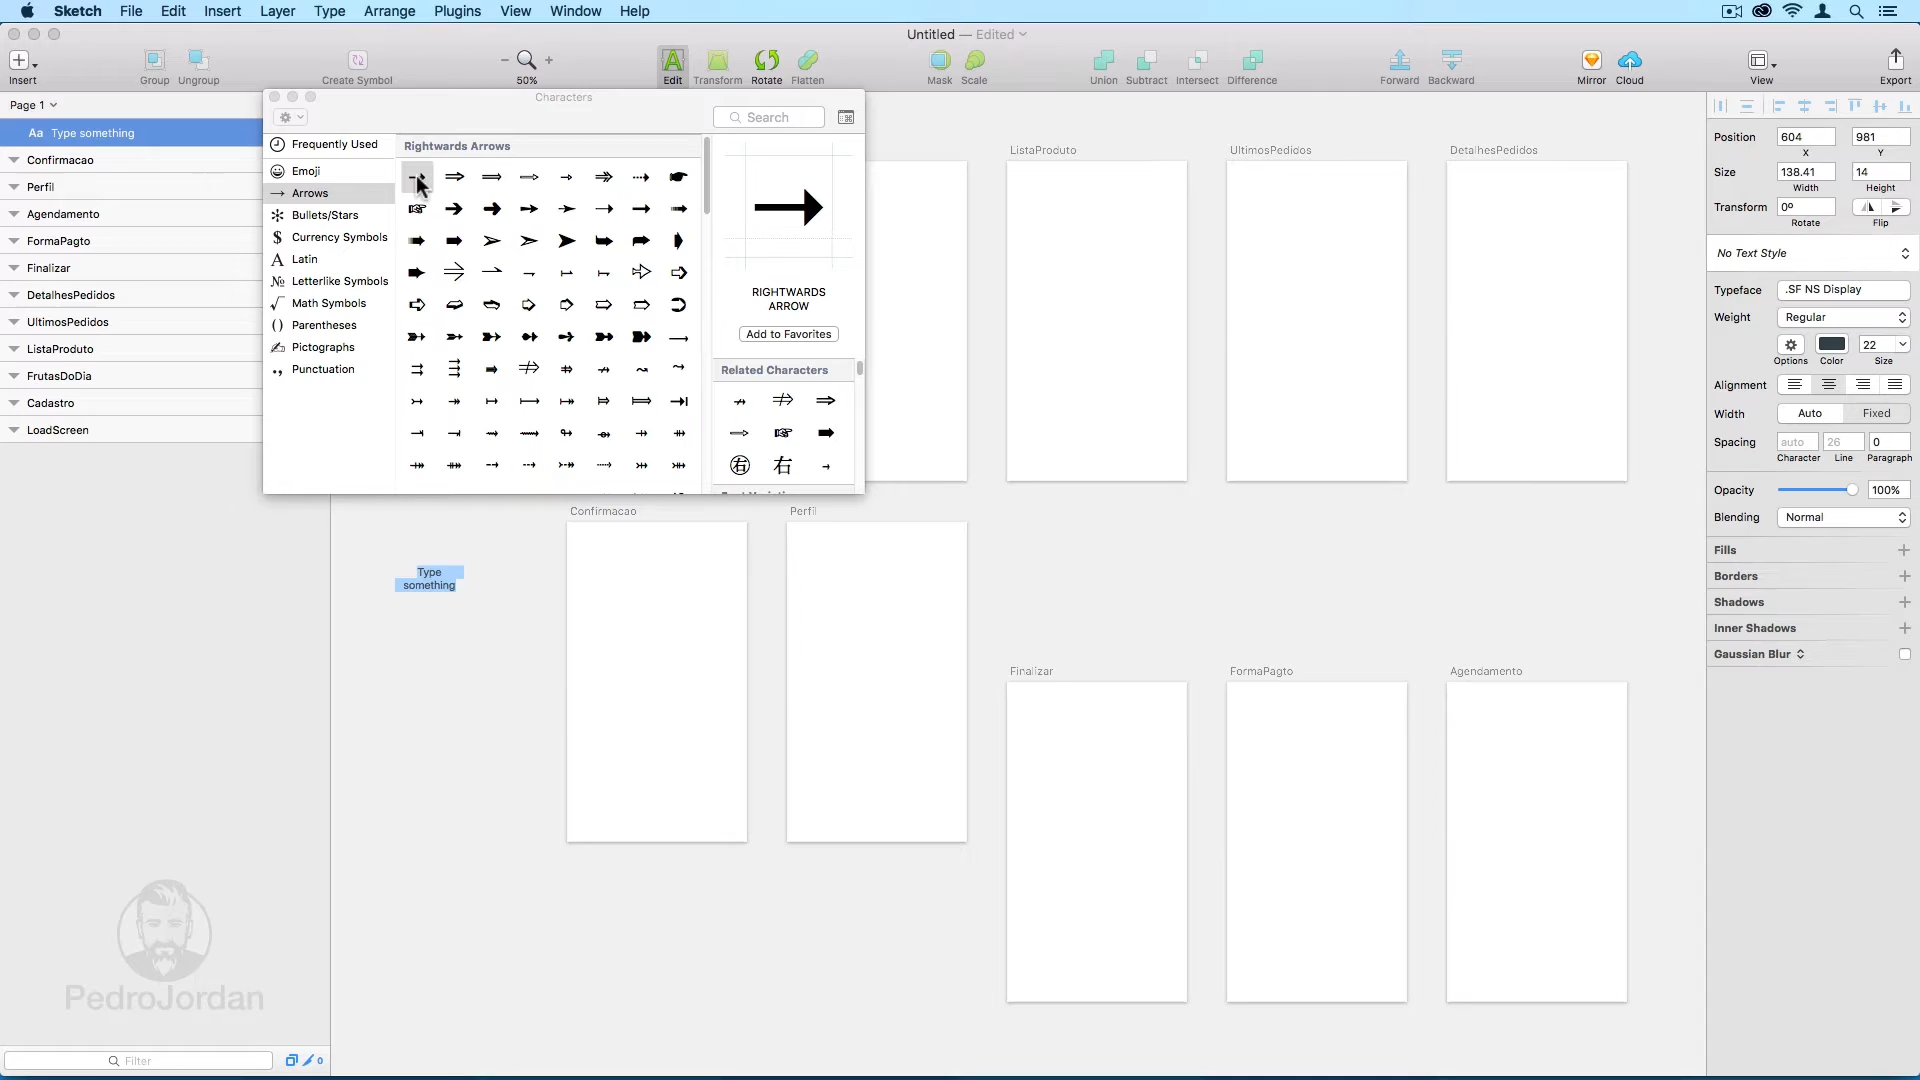 Sketch File Edit Insert Layer Type Arrange Plugins View Window Help
Untitled — Edited
Insert Group Ungroup Create Symbol 50% Edit Transform Rotate Flatten Mask Scale Union Subtract Intersect Difference Forward Backward Mirror Cloud View Export
Page 1
Aa Type something
Confirmacao
Perfil
Agendamento
FormaPagto
Finalizar
DetalhesPedidos
UltimosPedidos
ListaProduto
FrutasDoDia
Cadastro
LoadScreen
PedroJordan
Filter
0
Characters
Search
Frequently Used
Emoji
Arrows
Bullets/Stars
Currency Symbols
Latin
Letterlike Symbols
Math Symbols
Parentheses
Pictographs
Punctuation
Rightwards Arrows
RIGHTWARDS
ARROW
Add to Favorites
Related Characters
㊨ 右
ListaProduto
UltimosPedidos
DetalhesPedidos
Confirmacao
Perfil
Type
something
Finalizar
FormaPagto
Agendamento
Position 604 981
X Y
Size 138.41 14
Width Height
Transform 0º
Rotate Flip
No Text Style
Typeface .SF NS Display
Weight Regular
22
Options Color Size
Alignment
Width Auto Fixed
Spacing auto 26 0
Character Line Paragraph
Opacity 100%
Blending Normal
Fills
Borders
Shadows
Inner Shadows
Gaussian Blur